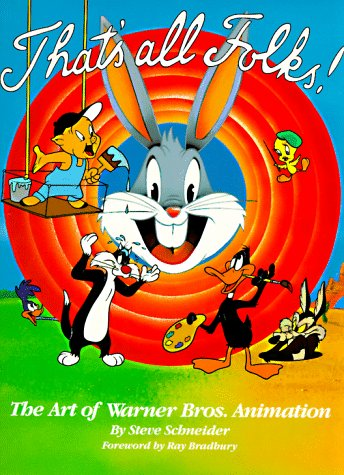 That's all Folks!
The Art of Warner Bros. Animation
By Steve Schneider
Foreword by Ray Bradbury